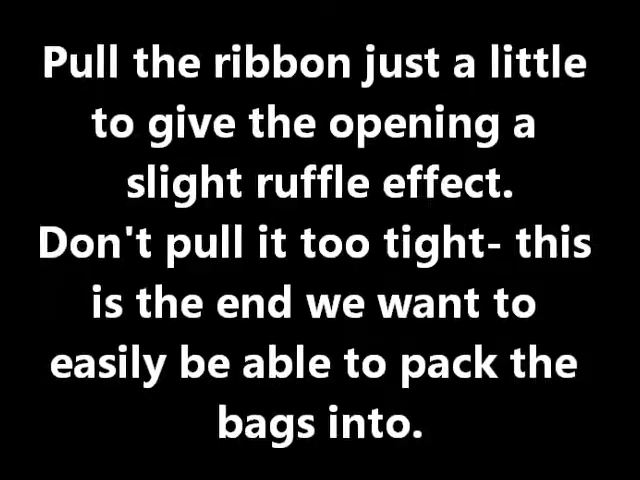 Pull the ribbon just a little
to give the opening a
slight ruffle effect.
Don't pull it too tight- this
is the end we want to
easily be able to pack the
bags into.